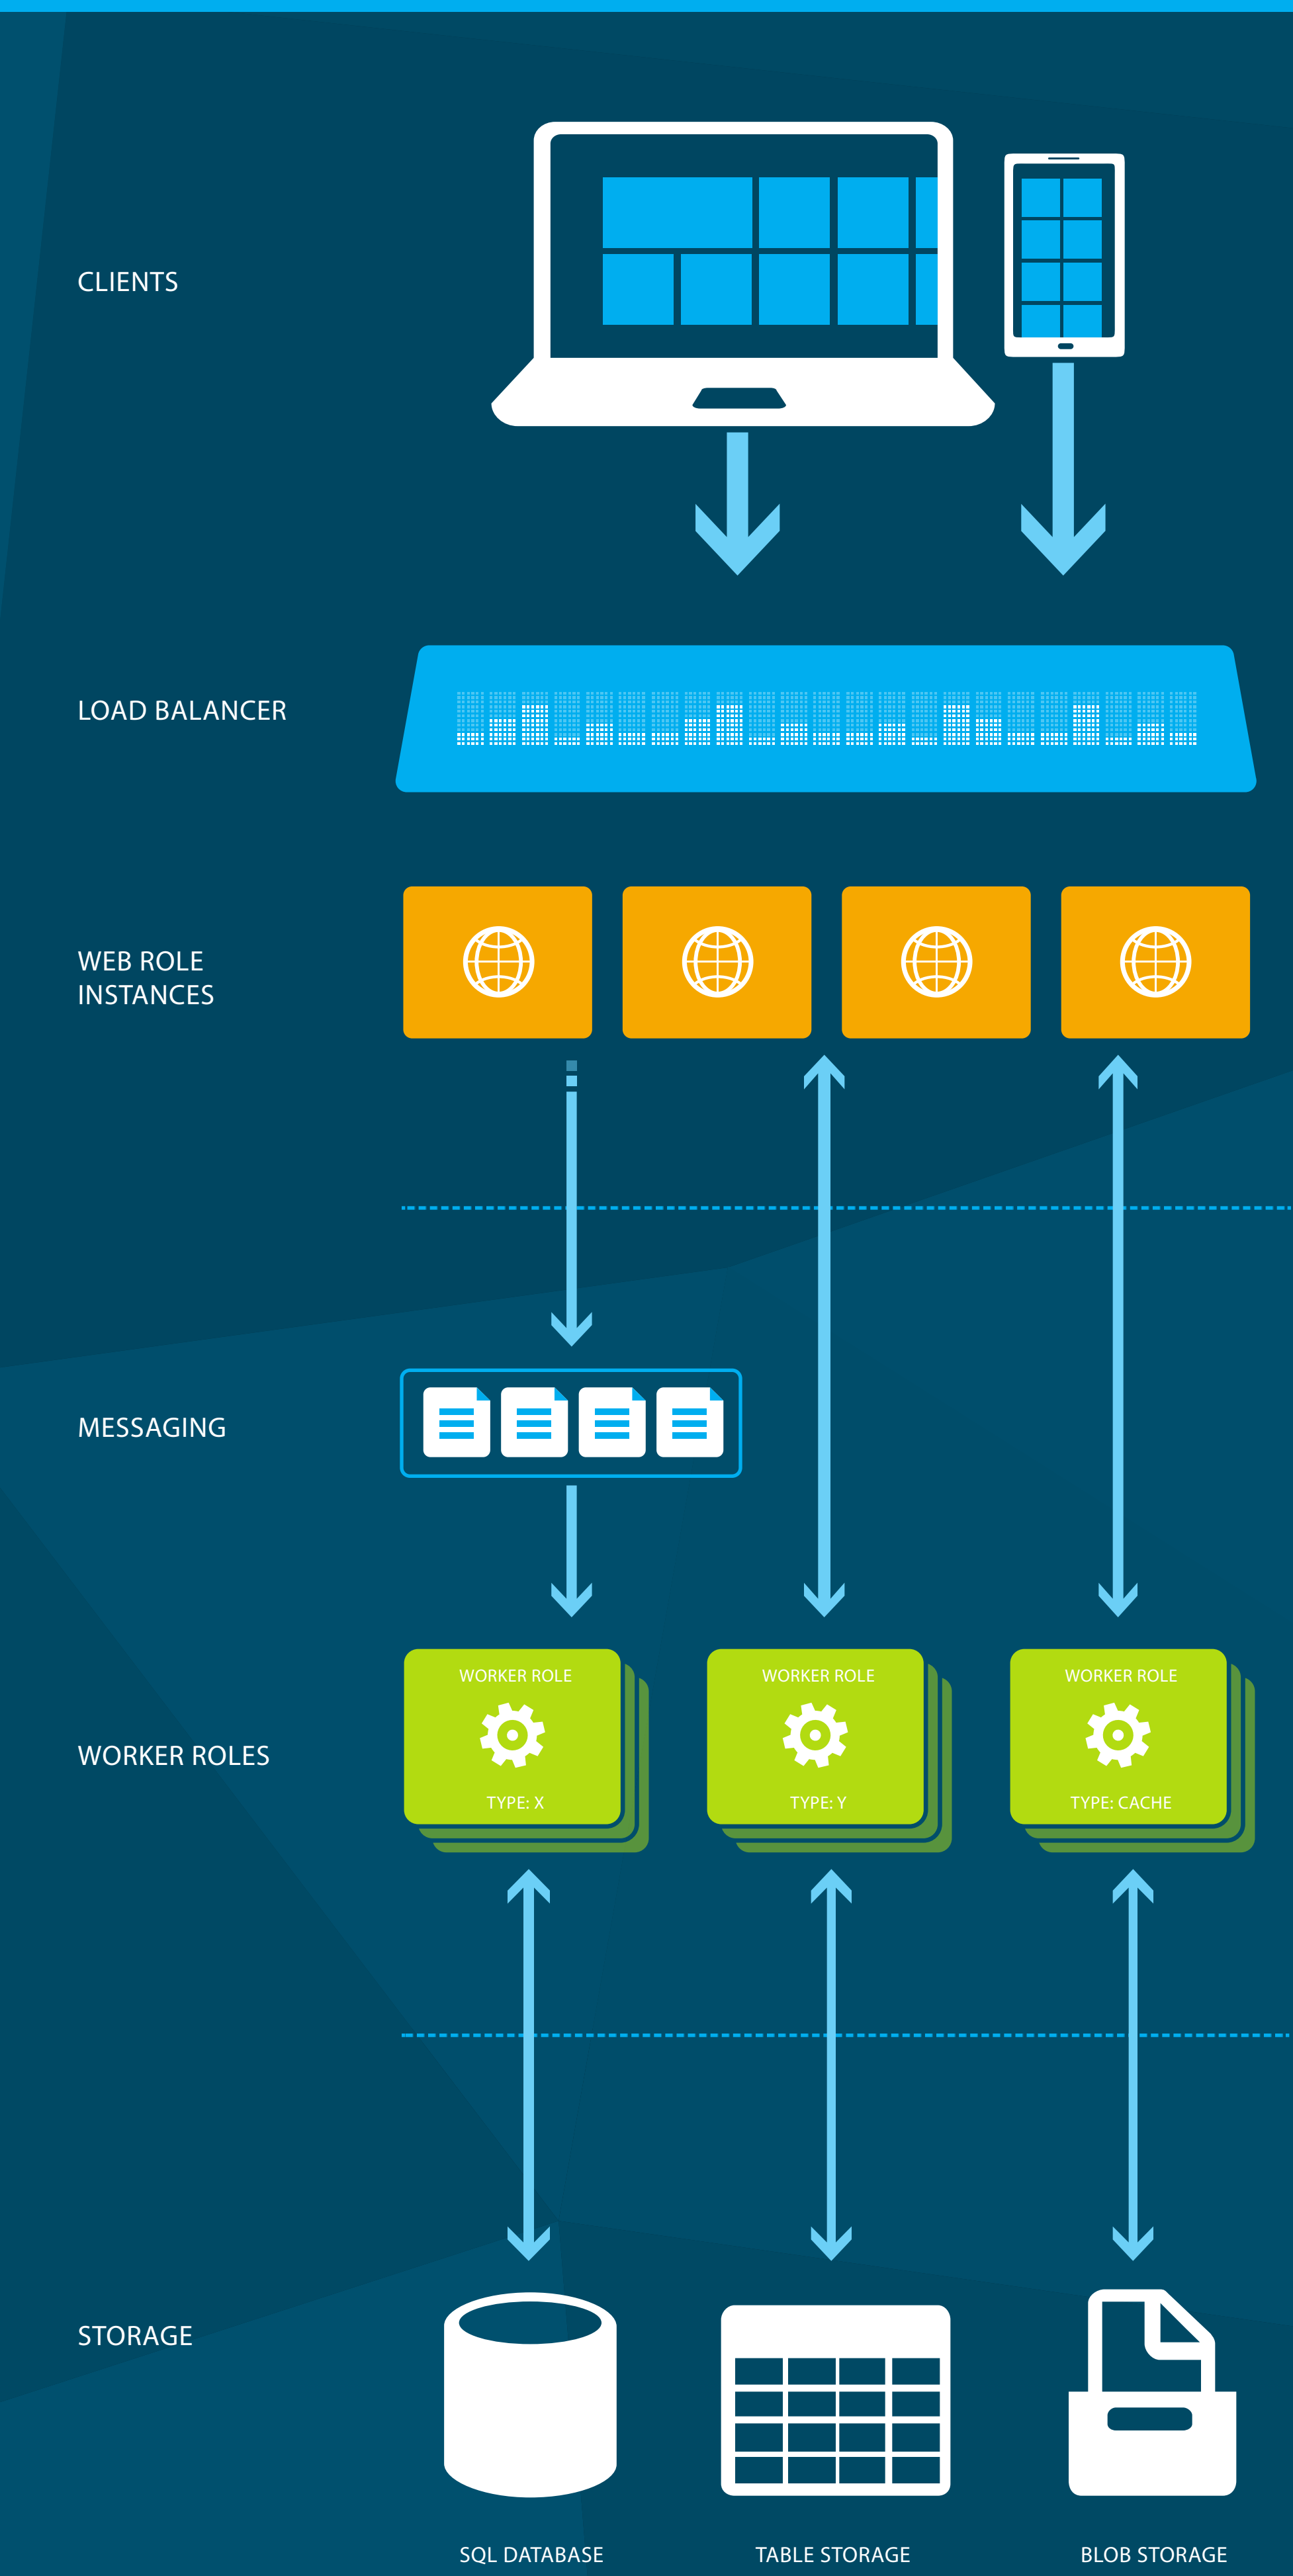 CLIENTS
LOAD BALANCER
WEB ROLE
INSTANCES
MESSAGING
WORKER ROLES
WORKER ROLE
TYPE: X
WORKER ROLE
TYPE: Y
WORKER ROLE
TYPE: CACHE
STORAGE
SQL DATABASE
TABLE STORAGE
BLOB STORAGE